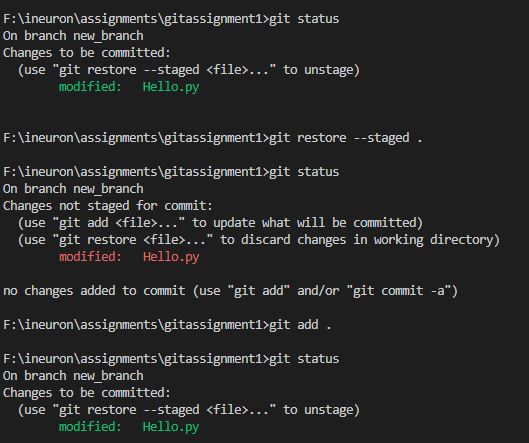 F:\ineuron\assignments\gitassignment1>git status
On branch new_branch
Changes to be committed:
  (use "git restore --staged <file>..." to unstage)
        modified:   Hello.py

F:\ineuron\assignments\gitassignment1>git restore --staged .

F:\ineuron\assignments\gitassignment1>git status
On branch new_branch
Changes not staged for commit:
  (use "git add <file>..." to update what will be committed)
  (use "git restore <file>..." to discard changes in working directory)
        modified:   Hello.py

no changes added to commit (use "git add" and/or "git commit -a")

F:\ineuron\assignments\gitassignment1>git add .

F:\ineuron\assignments\gitassignment1>git status
On branch new_branch
Changes to be committed:
  (use "git restore --staged <file>..." to unstage)
        modified:   Hello.py